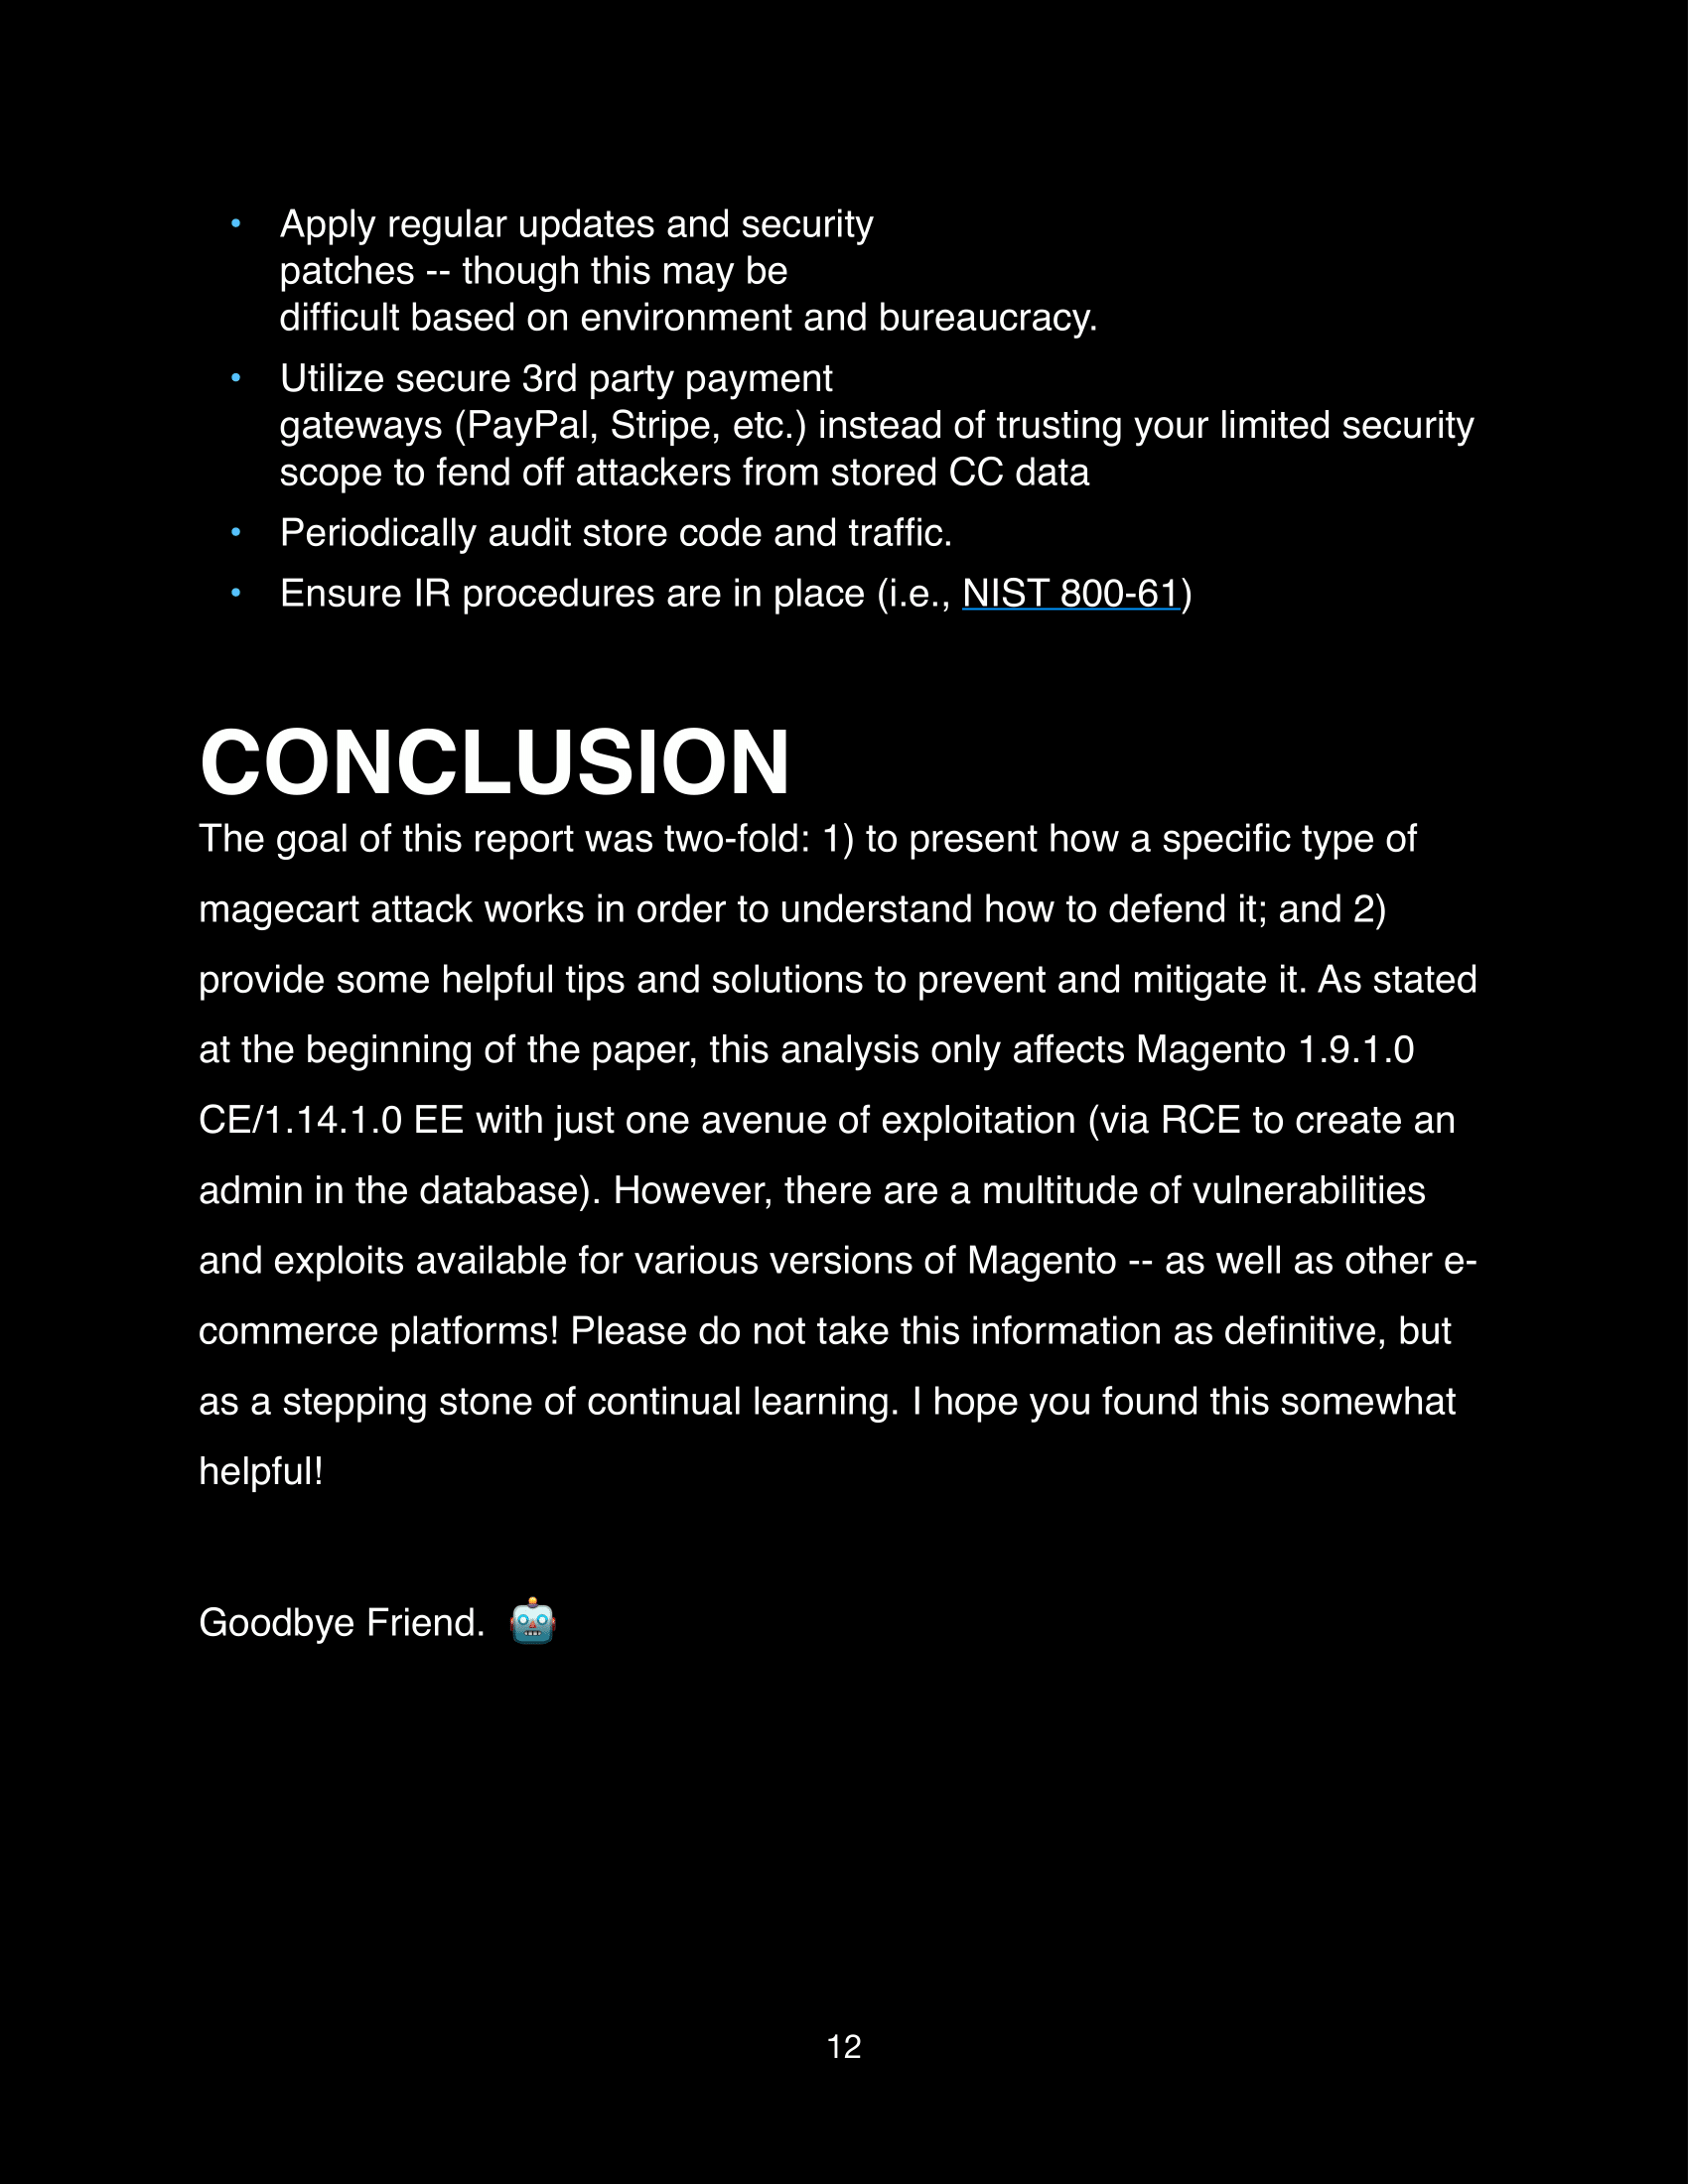 • Apply regular updates and security
patches -- though this may be
difficult based on environment and bureaucracy.
• Utilize secure 3rd party payment
gateways (PayPal, Stripe, etc.) instead of trusting your limited security
scope to fend off attackers from stored CC data
• Periodically audit store code and traffic.
• Ensure IR procedures are in place (i.e., NIST 800-61)
CONCLUSION
The goal of this report was two-fold: 1) to present how a specific type of
magecart attack works in order to understand how to defend it; and 2)
provide some helpful tips and solutions to prevent and mitigate it. As stated
at the beginning of the paper, this analysis only affects Magento 1.9.1.0
CE/1.14.1.0 EE with just one avenue of exploitation (via RCE to create an
admin in the database). However, there are a multitude of vulnerabilities
and exploits available for various versions of Magento -- as well as other e-
commerce platforms! Please do not take this information as definitive, but
as a stepping stone of continual learning. I hope you found this somewhat
helpful!
Goodbye Friend. 🤖
12